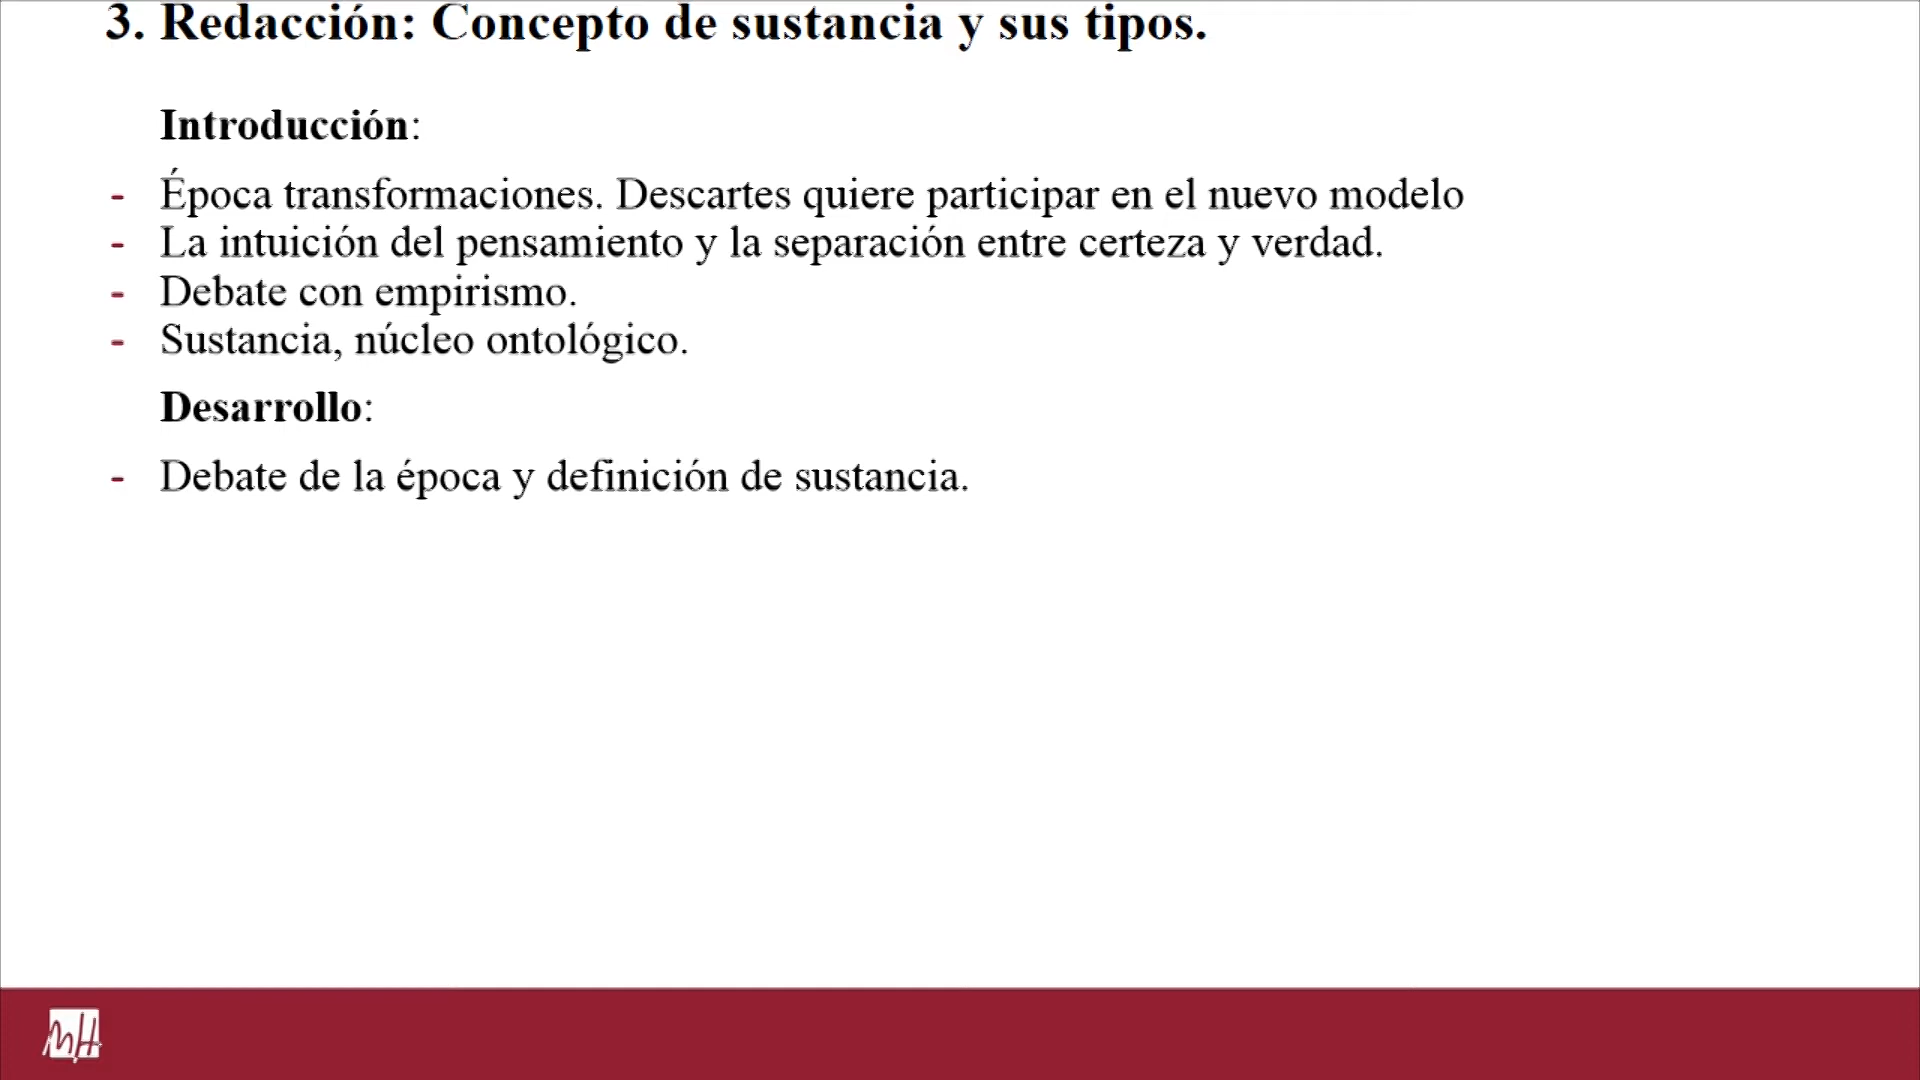 3. Redacción: Concepto de sustancia y sus tipos.
Introducción:
- Época transformaciones. Descartes quiere participar en el nuevo modelo
- La intuición del pensamiento y la separación entre certeza y verdad.
- Debate con empirismo.
- Sustancia, núcleo ontológico.
Desarrollo:
- Debate de la época y definición de sustancia.
MH